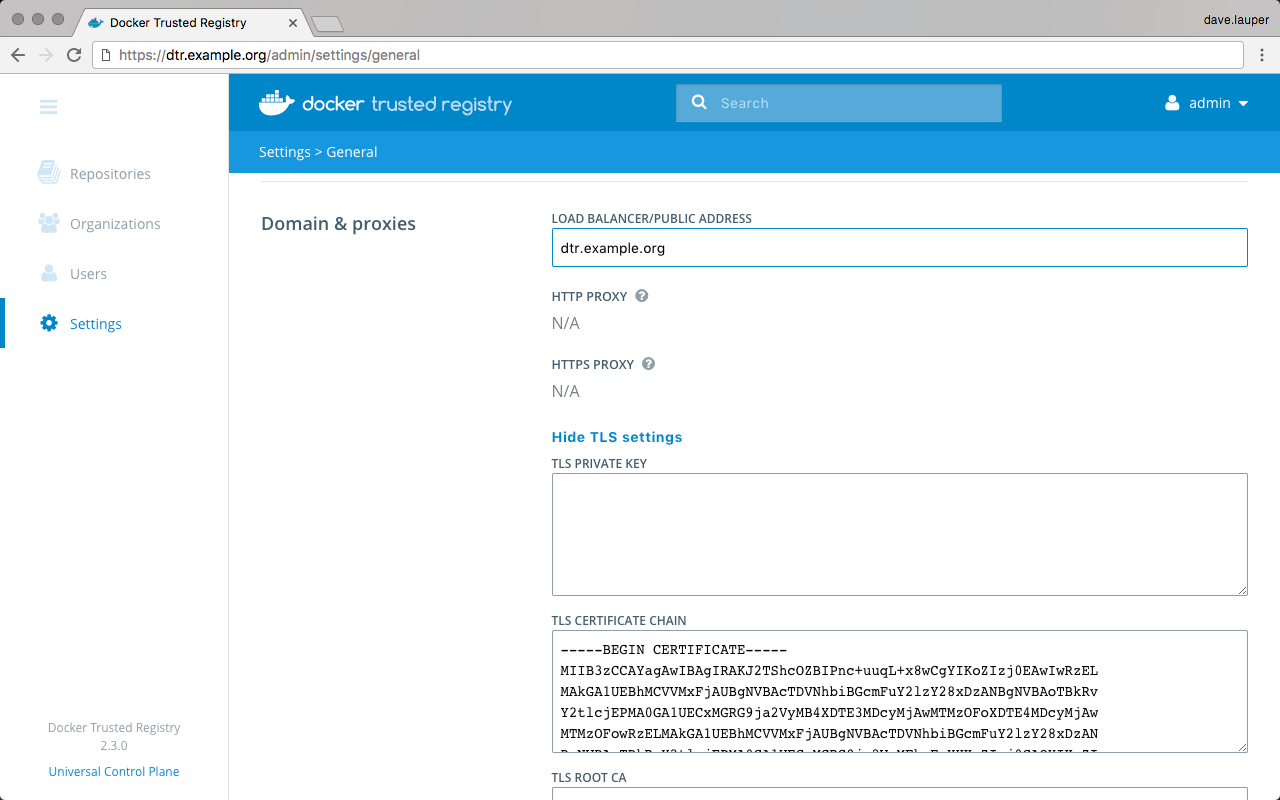 Docker Trusted Registry
dave.lauper
https://dtr.example.org/admin/settings/general
docker trusted registry
Search
admin
Settings > General
Repositories
Organizations
Users
Settings
Domain & proxies
LOAD BALANCER/PUBLIC ADDRESS
dtr.example.org
HTTP PROXY ?
N/A
HTTPS PROXY ?
N/A
Hide TLS settings
TLS PRIVATE KEY
TLS CERTIFICATE CHAIN
-----BEGIN CERTIFICATE-----
MIIB3zCCAYagAwIBAgIRAKJ2TShcOZBIPnc+uuqL+x8wCgYIKoZIzj0EAwIwRzEL
MAkGA1UEBhMCVVMxFjAUBgNVBAcTDVNhbiBGcmFuY2lzY28xDzANBgNVBAoTBkRv
Y2tlcjEPMA0GA1UECxMGRG9ja2VyMB4XDTE3MDcyMjAwMTMzOFoXDTE4MDcyMjAw
MTMzOFowRzELMAkGA1UEBhMCVVMxFjAUBgNVBAcTDVNhbiBGcmFuY2lzY28xDzAN
TLS ROOT CA
Docker Trusted Registry
2.3.0
Universal Control Plane